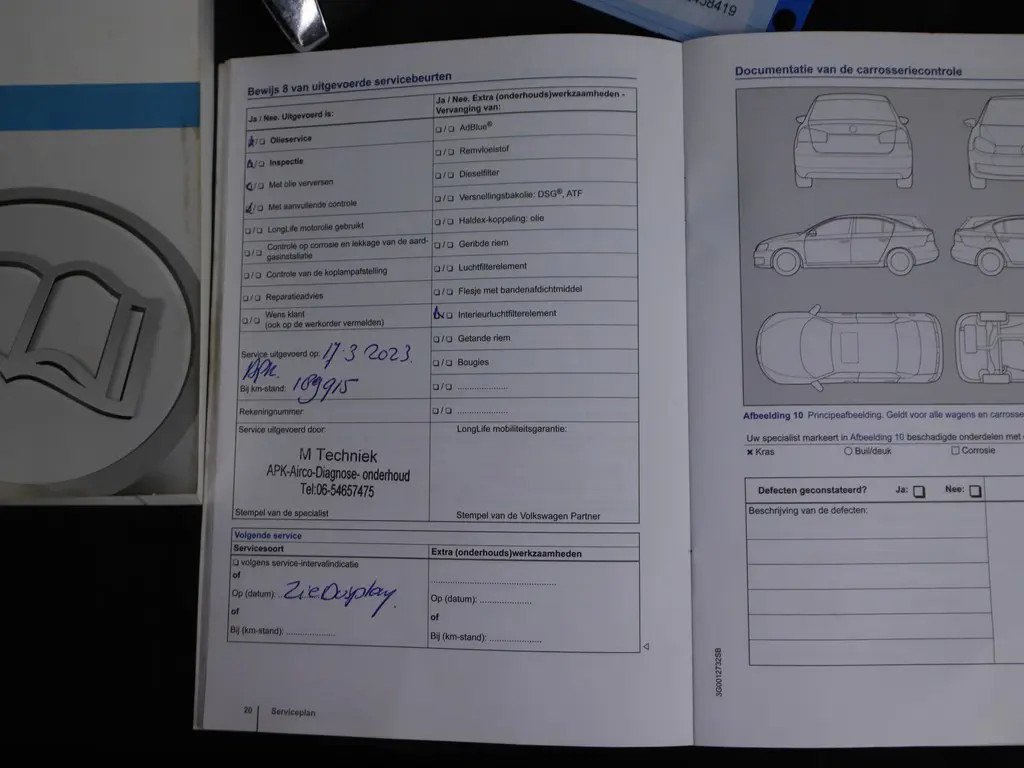 58419
Bewijs 8 van uitgevoerde servicebeurten
Ja / Nee. Uitgevoerd is:
/ Olieservice
/ Inspectie
/ Met olie verversen
/ Met aanvullende controle
/ LongLife motorolie gebruikt
/ Controle op corrosie en lekkage van de aard-
gasinstallatie
/ Controle van de koplampafstelling
/ Reparatieadvies
/ Wens klant
(ook op de werkorder vermelden)
Service uitgevoerd op: 17-3 2023.
APK.
Bij km-stand: 189915
Rekeningnummer:
Service uitgevoerd door:
M Techniek
APK-Airco-Diagnose- onderhoud
Tel:06-54657475
Stempel van de specialist
Ja / Nee. Extra (onderhouds)werkzaamheden -
Vervanging van:
/ AdBlue®
/ Remvloeistof
/ Dieselfilter
/ Versnellingsbakolie: DSG®, ATF
/ Haldex-koppeling: olie
/ Geribde riem
/ Luchtfilterelement
/ Flesje met bandenafdichtmiddel
/ Interieurluchtfilterelement
/ Getande riem
/ Bougies
/ ....................
/ ....................
LongLife mobiliteitsgarantie:
Stempel van de Volkswagen Partner
Volgende service
Servicesoort
volgens service-intervalindicatie
of
Op (datum): Zie Display.
of
Bij (km-stand): ....................
Extra (onderhouds)werkzaamheden
........................................
Op (datum): ....................
of
Bij (km-stand): ....................
20 Serviceplan
Documentatie van de carrosseriecontrole
Afbeelding 10 Principeafbeelding. Geldt voor alle wagens en carrosse
Uw specialist markeert in Afbeelding 10 beschadigde onderdelen met
Kras
Buil/deuk
Corrosie
Defecten geconstateerd? Ja: Nee:
Beschrijving van de defecten:
3G0012732SB